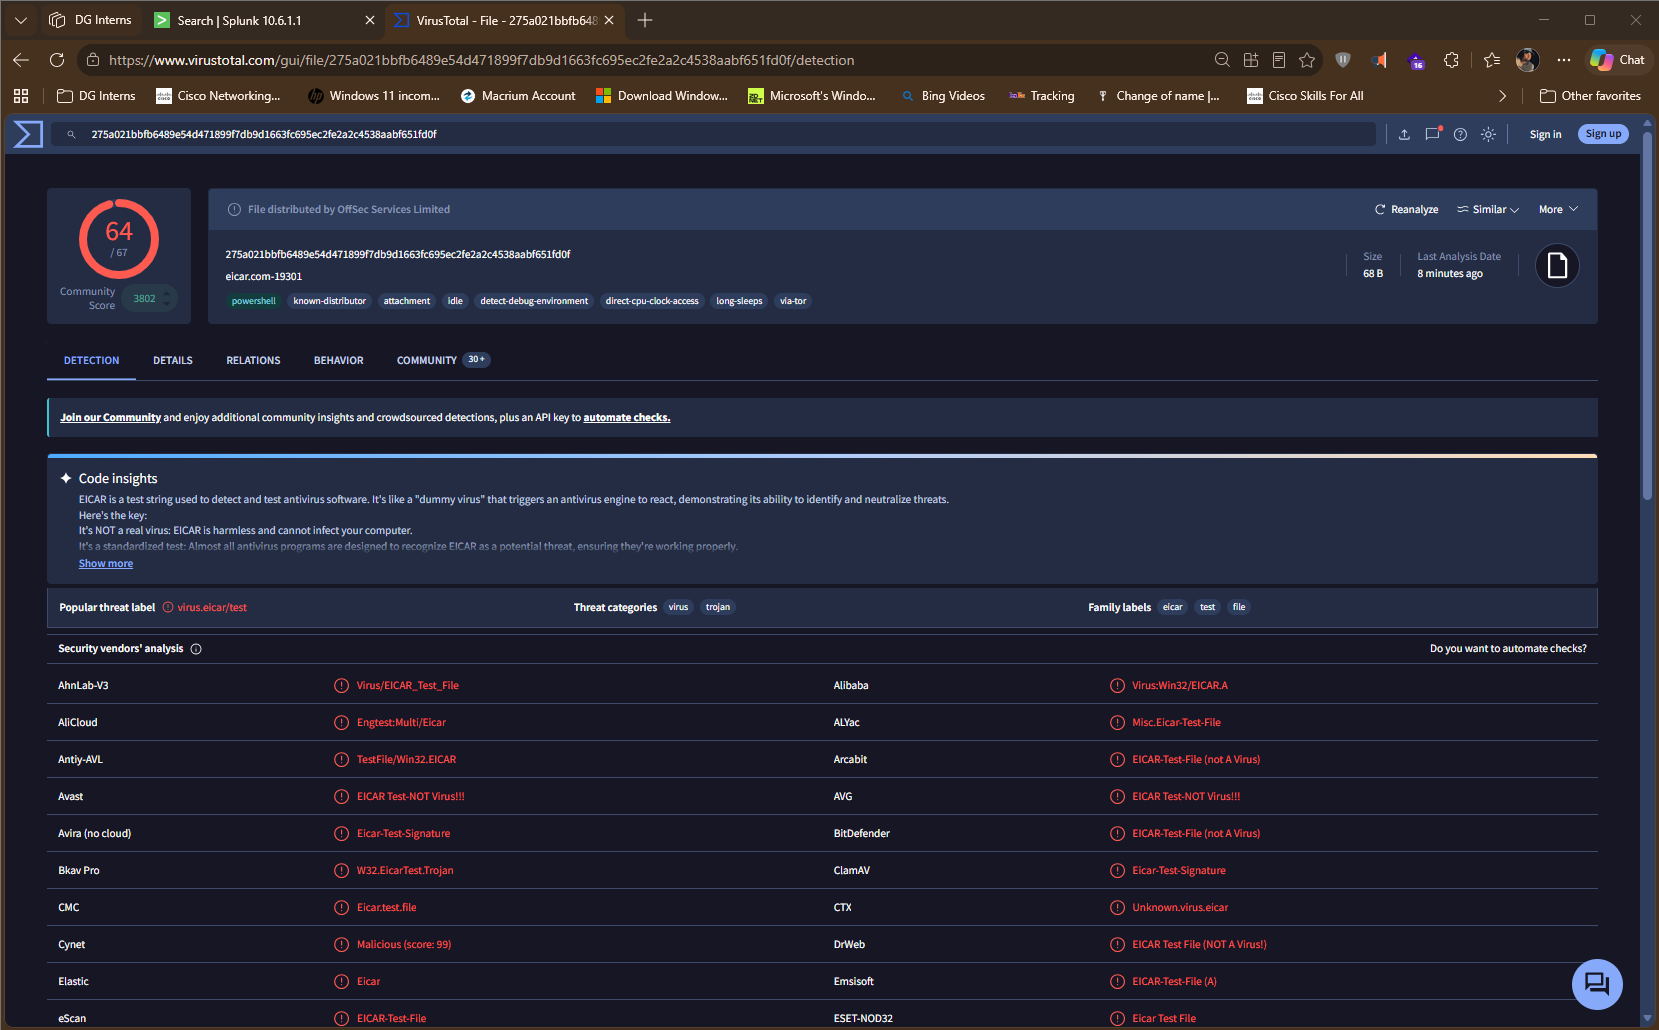 DG Interns
Search | Splunk 10.6.1.1
VirusTotal - File - 275a021bbfb648
https://www.virustotal.com/gui/file/275a021bbfb6489e54d471899f7db9d1663fc695ec2fe2a2c4538aabf651fd0f/detection
16
Chat
DG Interns
Cisco Networking...
Windows 11 incom...
Macrium Account
Download Window...
Microsoft's Windo...
Bing Videos
Tracking
Change of name |...
Cisco Skills For All
Other favorites
275a021bbfb6489e54d471899f7db9d1663fc695ec2fe2a2c4538aabf651fd0f
Sign in
Sign up
64
/ 67
Community
Score
3802
File distributed by OffSec Services Limited
Reanalyze
Similar
More
275a021bbfb6489e54d471899f7db9d1663fc695ec2fe2a2c4538aabf651fd0f
eicar.com-19301
powershell
known-distributor
attachment
idle
detect-debug-environment
direct-cpu-clock-access
long-sleeps
via-tor
Size
68 B
Last Analysis Date
8 minutes ago
DETECTION
DETAILS
RELATIONS
BEHAVIOR
COMMUNITY 30+
Join our Community and enjoy additional community insights and crowdsourced detections, plus an API key to automate checks.
Code insights
EICAR is a test string used to detect and test antivirus software. It's like a "dummy virus" that triggers an antivirus engine to react, demonstrating its ability to identify and neutralize threats.
Here's the key:
It's NOT a real virus: EICAR is harmless and cannot infect your computer.
It's a standardized test: Almost all antivirus programs are designed to recognize EICAR as a potential threat, ensuring they're working properly.
Show more
Popular threat label virus.eicar/test
Threat categories virus trojan
Family labels eicar test file
Security vendors' analysis
Do you want to automate checks?
AhnLab-V3 Virus/EICAR_Test_File
Alibaba Virus:Win32/EICAR.A
AliCloud Engtest:Multi/Eicar
ALYac Misc.Eicar-Test-File
Antiy-AVL TestFile/Win32.EICAR
Arcabit EICAR-Test-File (not A Virus)
Avast EICAR Test-NOT Virus!!!
AVG EICAR Test-NOT Virus!!!
Avira (no cloud) Eicar-Test-Signature
BitDefender EICAR-Test-File (not A Virus)
Bkav Pro W32.EicarTest.Trojan
ClamAV Eicar-Test-Signature
CMC Eicar.test.file
CTX Unknown.virus.eicar
Cynet Malicious (score: 99)
DrWeb EICAR Test File (NOT A Virus!)
Elastic Eicar
Emsisoft EICAR-Test-File (A)
eScan EICAR-Test-File
ESET-NOD32 Eicar Test File